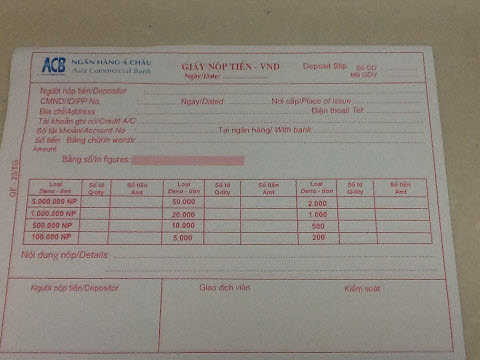 ACB NGÂN HÀNG Á CHÂU
Asia Commercial Bank
GIẤY NỘP TIỀN - VND
Ngày/Date:
Deposit Slip
Số GD
Mã GDV
Người nộp tiền/Depositor
CMND/ID/PP No. Ngày/Dated: Nơi cấp/Place of issue
Địa chỉ/Address Điện thoại/ Tel:
Tài khoản ghi có/Credit A/C
Số tài khoản/Account No Tại ngân hàng/ With bank:
Số tiền Bằng chữ/In words:
Amount
Bằng số/In figures:
Loại Số tờ Số tiền Loại Số tờ Số tiền Loại Số tờ Số tiền
Deno - tion Q-tity Amt Deno - tion Q-tity Amt Deno - tion Q-tity Amt
5.000.000 NP 50,000 2.000
1.000.000 NP 20.000 1.000
500.000 NP 10.000 500
100.000 NP 5.000 200
Nội dung nộp/Details:
Người nộp tiền/Depositor Giao dịch viên Kiểm soát